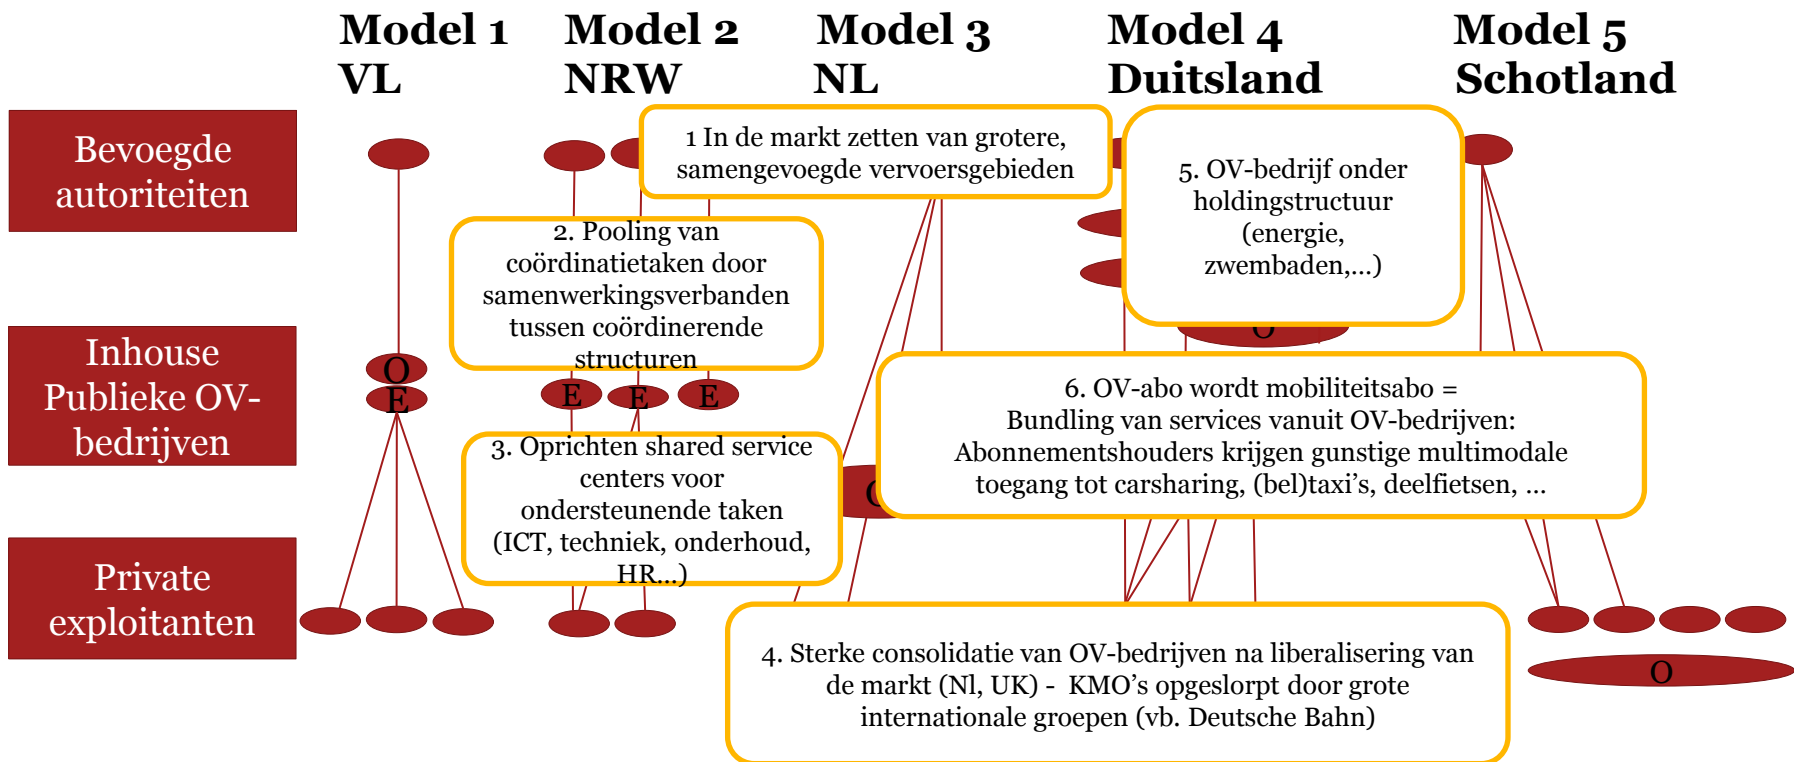 Model 1
VL
Model 2
NRW
Model 3
NL
Model 4
Duitsland
Model 5
Schotland
Bevoegde
autoriteiten
1 In de markt zetten van grotere,
samengevoegde vervoersgebieden
5. OV-bedrijf onder
holdingstructuur
(energie,
zwembaden,...)
2. Pooling van
coördinatietaken door
samenwerkingsverbanden
tussen coördinerende
structuren
O
Inhouse
Publieke OV-
bedrijven
O
E
E
E
E
6. OV-abo wordt mobiliteitsabo =
Bundling van services vanuit OV-bedrijven:
Abonnementshouders krijgen gunstige multimodale
toegang tot carsharing, (bel)taxi’s, deelfietsen, ...
3. Oprichten shared service
centers voor
ondersteunende taken
(ICT, techniek, onderhoud,
HR...)
Private
exploitanten
4. Sterke consolidatie van OV-bedrijven na liberalisering van
de markt (Nl, UK) - KMO’s opgeslorpt door grote
internationale groepen (vb. Deutsche Bahn)
O